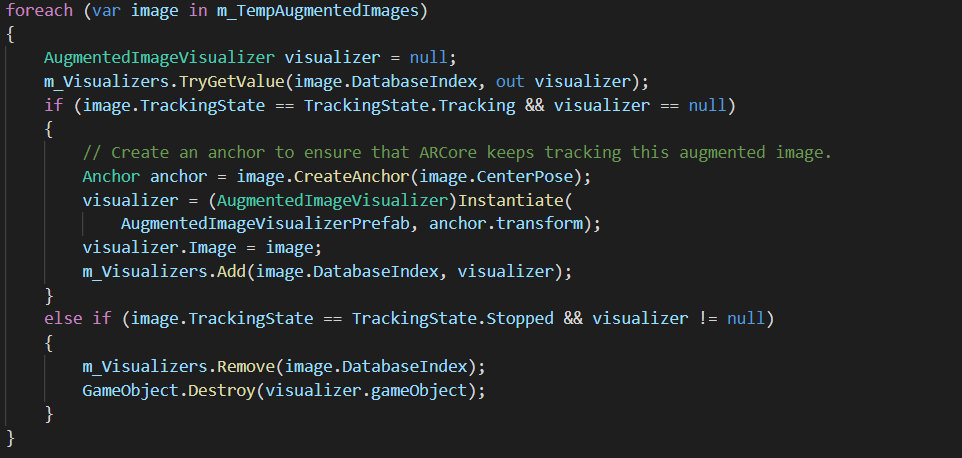 foreach (var image in m_TempAugmentedImages)
{
    AugmentedImageVisualizer visualizer = null;
    m_Visualizers.TryGetValue(image.DatabaseIndex, out visualizer);
    if (image.TrackingState == TrackingState.Tracking && visualizer == null)
    {
        // Create an anchor to ensure that ARCore keeps tracking this augmented image.
        Anchor anchor = image.CreateAnchor(image.CenterPose);
        visualizer = (AugmentedImageVisualizer)Instantiate(
            AugmentedImageVisualizerPrefab, anchor.transform);
        visualizer.Image = image;
        m_Visualizers.Add(image.DatabaseIndex, visualizer);
    }
    else if (image.TrackingState == TrackingState.Stopped && visualizer != null)
    {
        m_Visualizers.Remove(image.DatabaseIndex);
        GameObject.Destroy(visualizer.gameObject);
    }
}